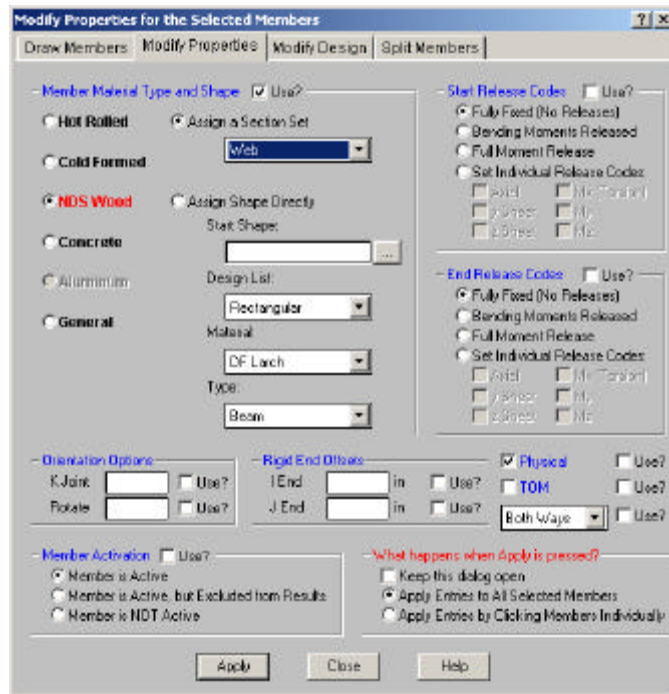 Modify Properties for the Selected Members
Draw Members Modify Properties Modify Design Split Members
Member Material Type and Shape Use?
Hot Rolled
Cold Formed
NDS Wood
Concrete
Aluminum
General
Assign a Section Set
Web
Assign Shape Directly
Start Shape:
...
Design List:
Rectangular
Material
DF Larch
Type:
Beam
Start Release Codes Use?
Fully Fixed (No Releases)
Bending Moments Released
Full Moment Release
Set Individual Release Codes:
Axial Mx (Torsion)
y Shear My
z Shear Mz
End Release Codes Use?
Fully Fixed (No Releases)
Bending Moments Released
Full Moment Release
Set Individual Release Codes:
Axial Mx (Torsion)
y Shear My
z Shear Mz
Orientation Options
K Joint Use?
Rotate Use?
Rigid End Offsets
I End in Use?
J End in Use?
Physical Use?
TOM Use?
Both Ways Use?
Member Activation Use?
Member is Active
Member is Active, but Excluded from Results
Member is NOT Active
What happens when Apply is pressed?
Keep this dialog open
Apply Entries to All Selected Members
Apply Entries by Clicking Members Individually
Apply Close Help